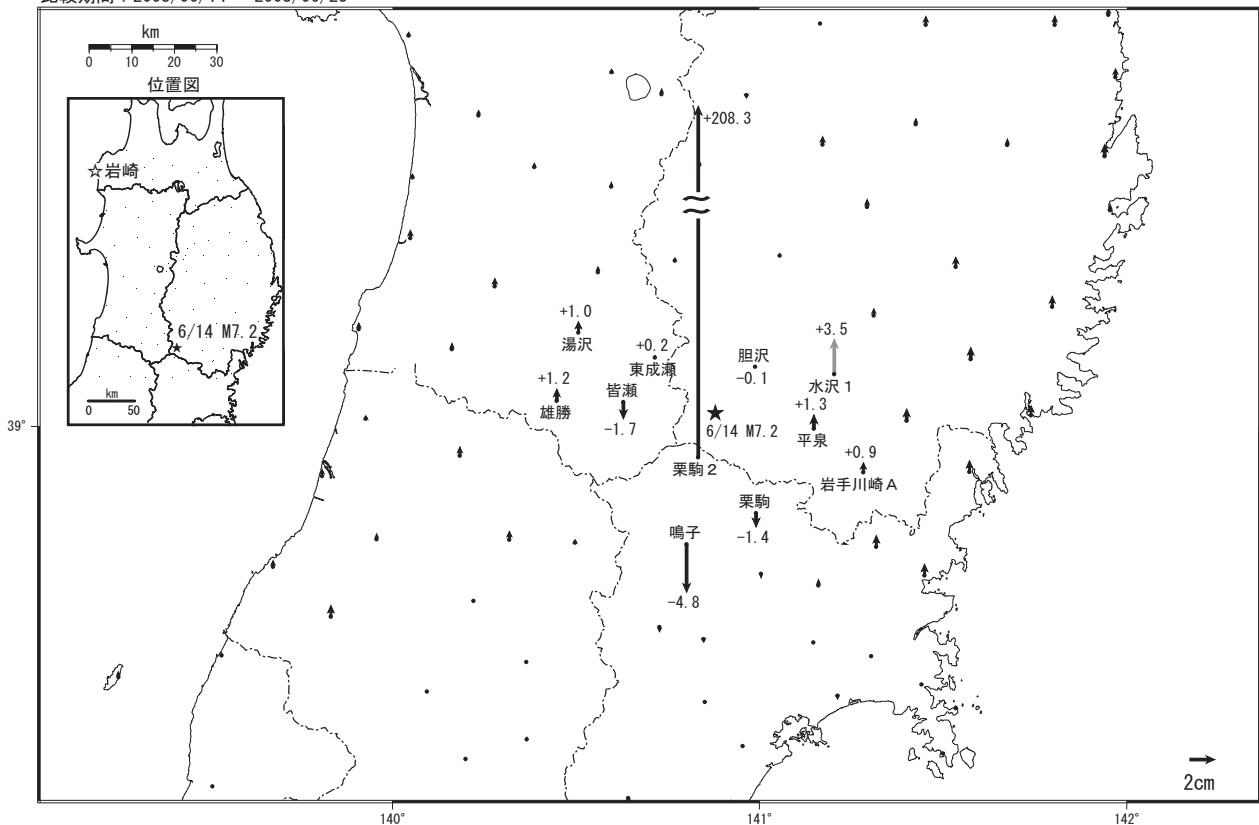 km
0 10 20 30
位置図
☆岩崎
6/14 M7.2
km
0 50
+208.3
+1.0
湯沢
+0.2
東成瀬
+1.2
雄勝
皆瀬
-1.7
胆沢
-0.1
+3.5
水沢1
+1.3
平泉
6/14 M7.2
39°
栗駒2
+0.9
岩手川崎A
栗駒
-1.4
鳴子
-4.8
2cm
140°
141°
142°